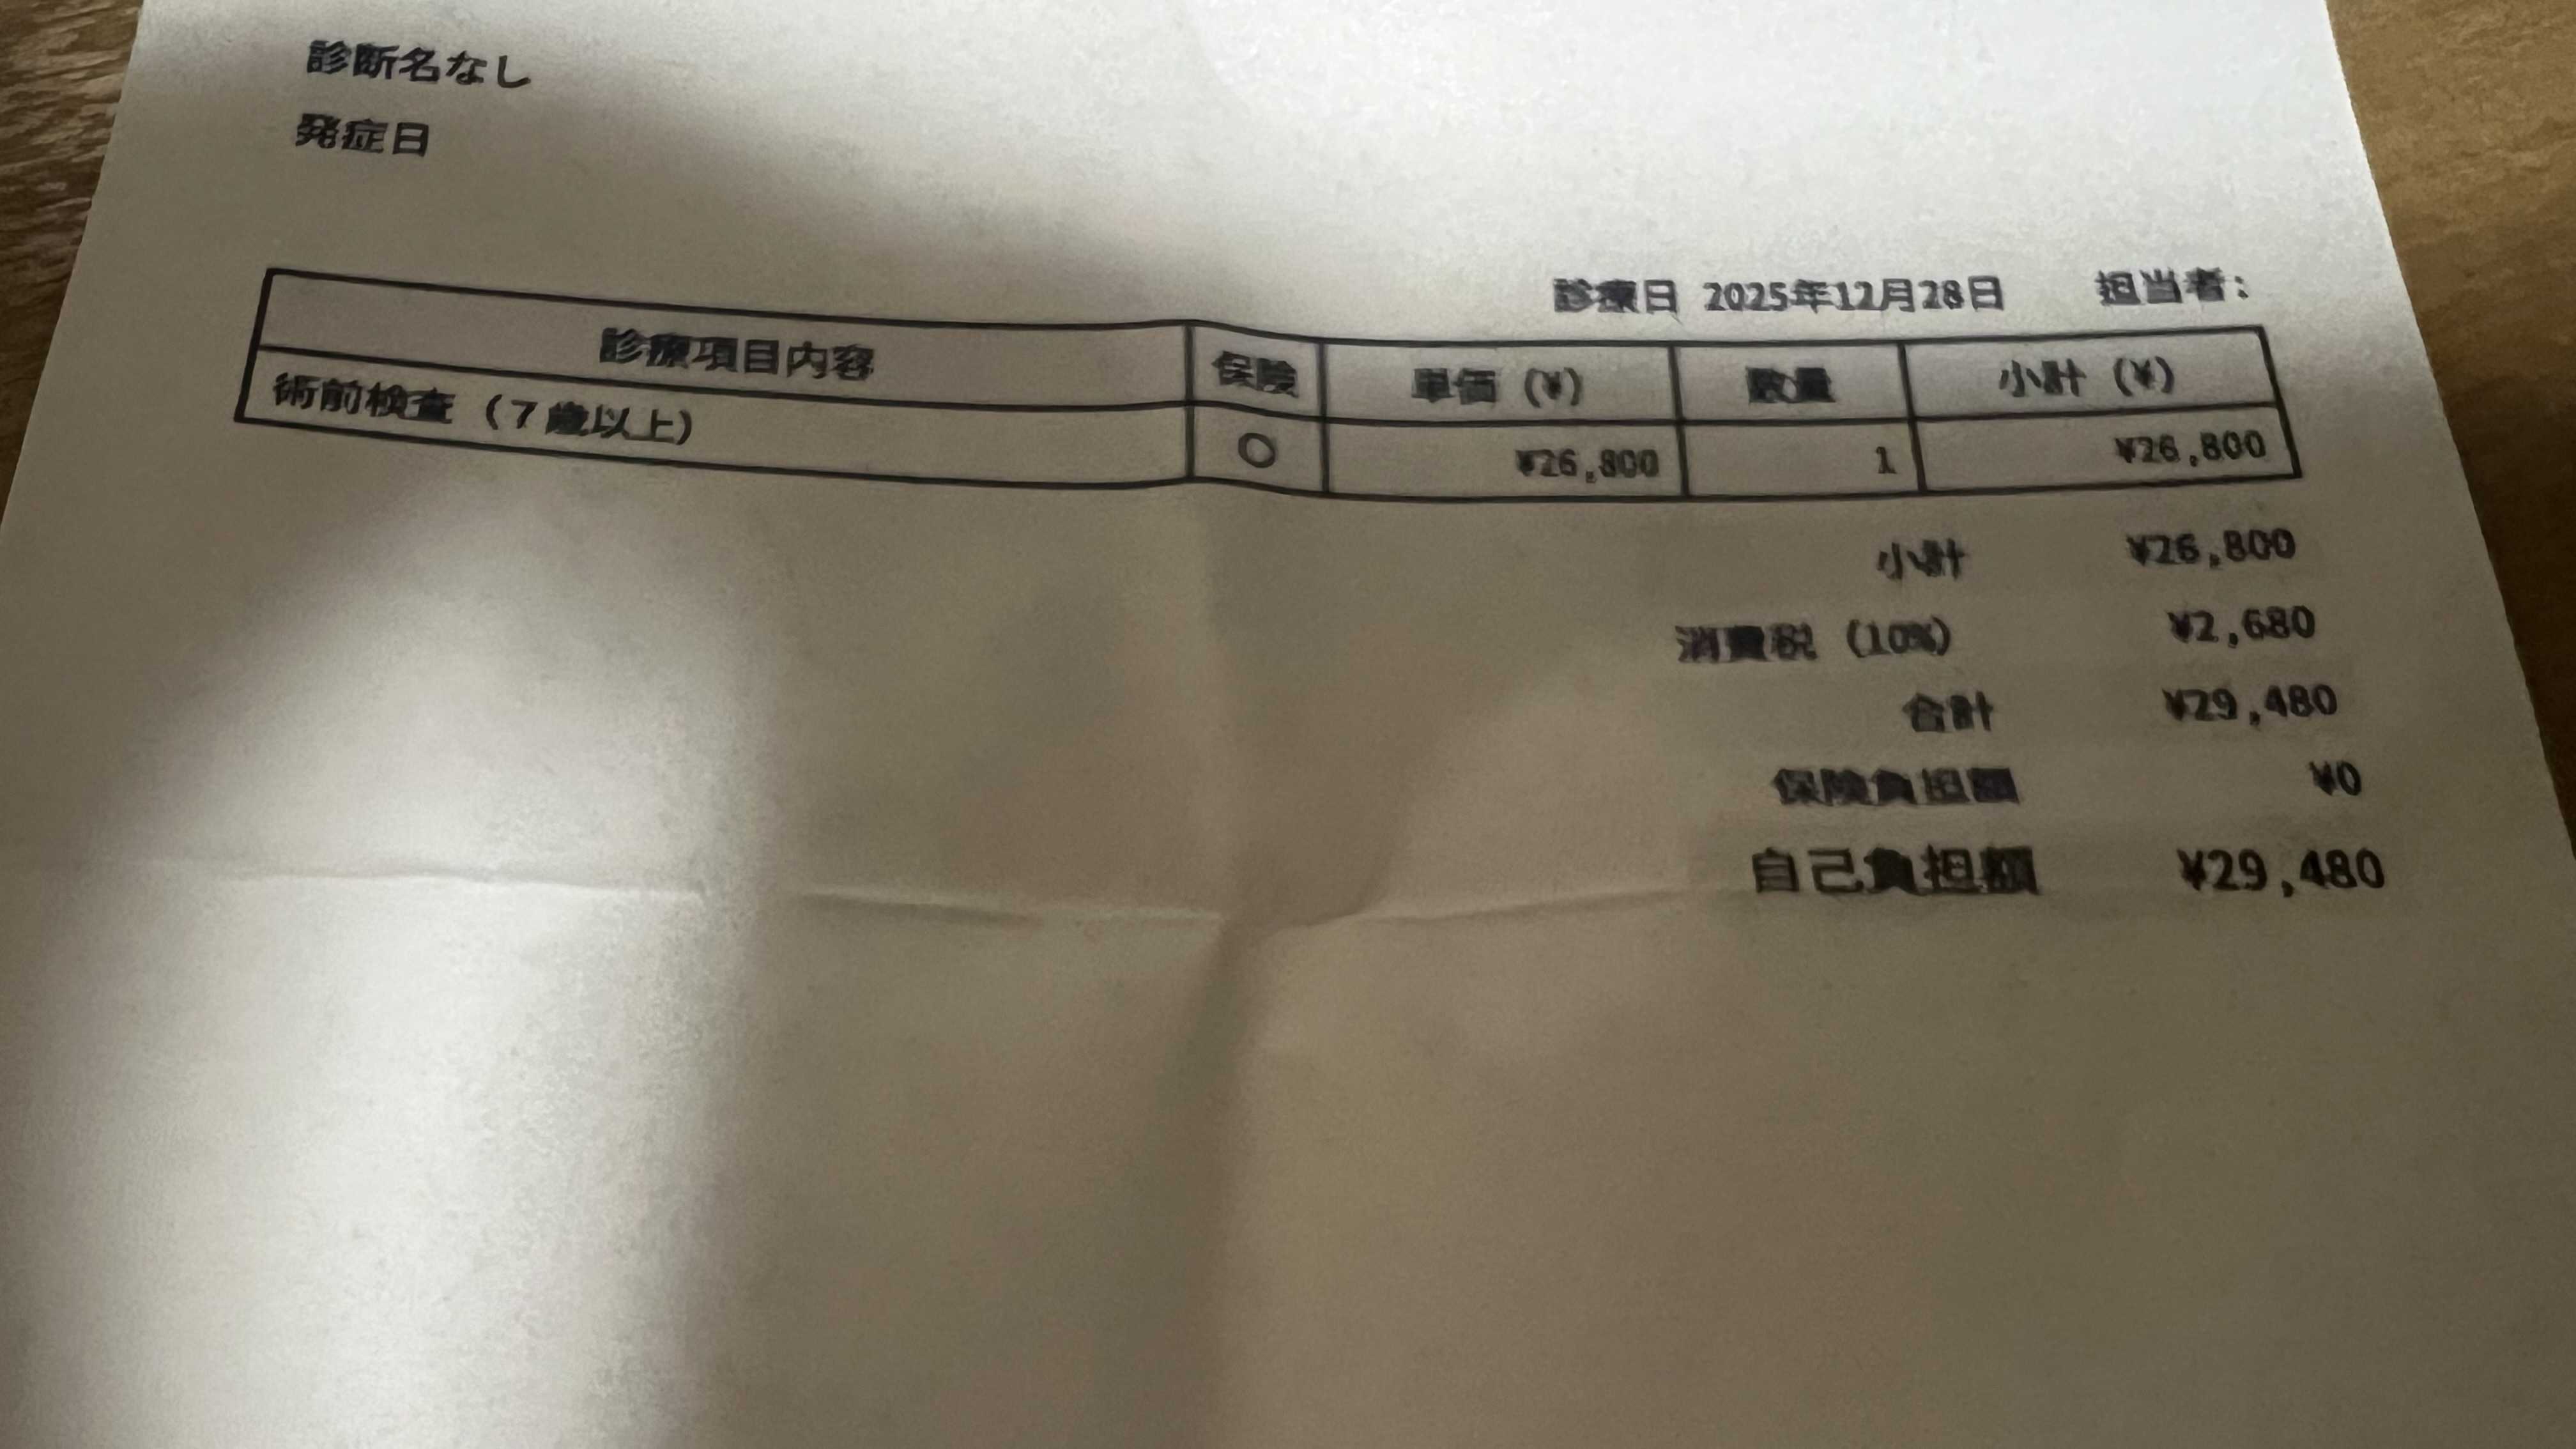 診断名なし
発症日
診療日 2025年12月28日 担当者:
診療項目内容 保険 単価 (¥) 数量 小計 (¥)
術前検査 (7歳以上) ○ ¥26,800 1 ¥26,800
小計 ¥26,800
消費税 (10%) ¥2,680
合計 ¥29,480
保険負担額 ¥0
自己負担額 ¥29,480